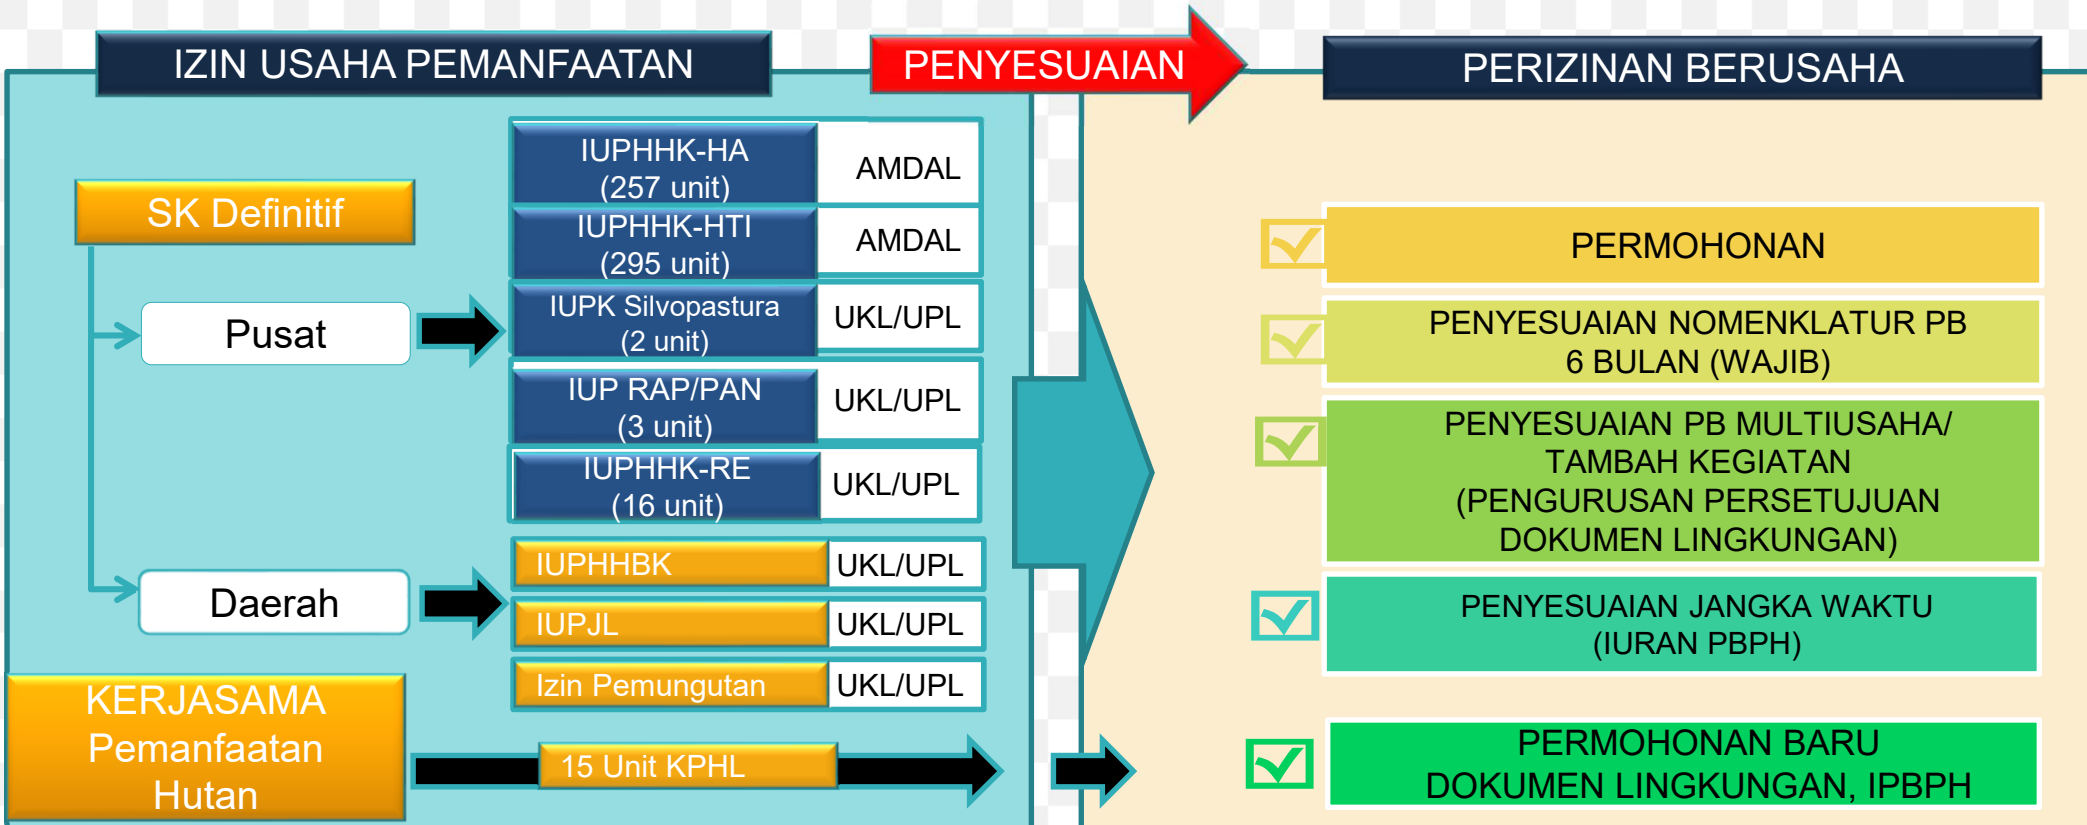 IZIN USAHA PEMANFAATAN
PENYESUAIAN
PERIZINAN BERUSAHA
SK Definitif
Pusat
IUPHHK-HA
(257 unit)
AMDAL
IUPHHK-HTI
(295 unit)
AMDAL
IUPK Silvopastura
(2 unit)
UKL/UPL
IUP RAP/PAN
(3 unit)
UKL/UPL
IUPHHK-RE
(16 unit)
UKL/UPL
Daerah
IUPHHBK
UKL/UPL
IUPJL
UKL/UPL
Izin Pemungutan
UKL/UPL
KERJASAMA
Pemanfaatan
Hutan
15 Unit KPHL
PERMOHONAN
PENYESUAIAN NOMENKLATUR PB
6 BULAN (WAJIB)
PENYESUAIAN PB MULTIUSAHA/
TAMBAH KEGIATAN
(PENGURUSAN PERSETUJUAN
DOKUMEN LINGKUNGAN)
PENYESUAIAN JANGKA WAKTU
(IURAN PBPH)
PERMOHONAN BARU
DOKUMEN LINGKUNGAN, IPBPH